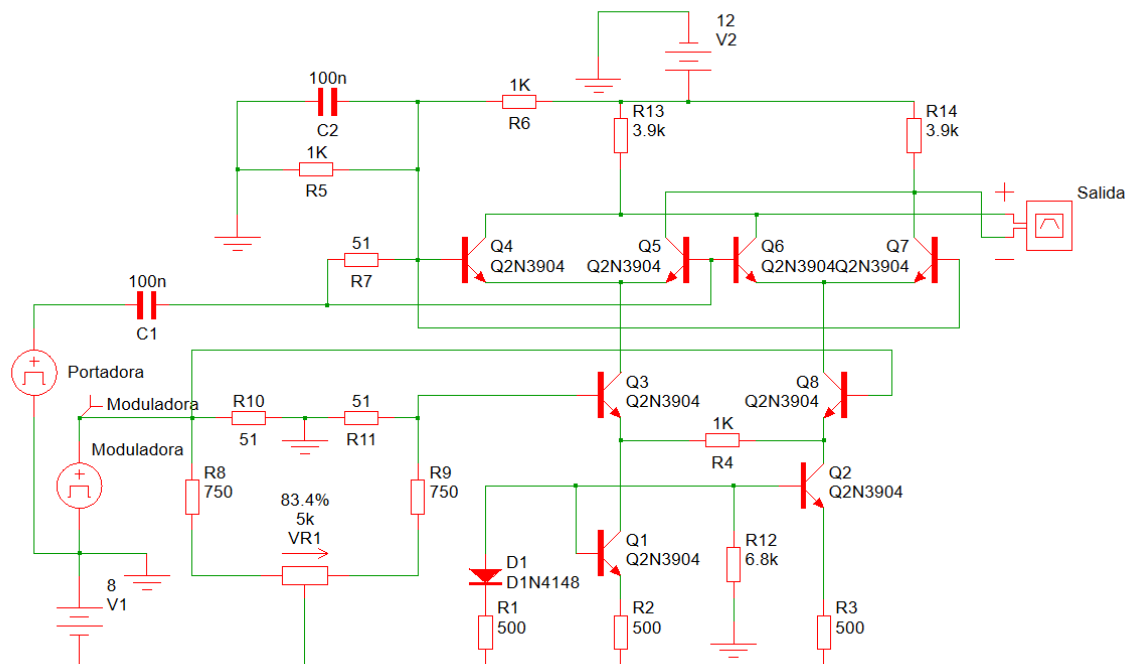 12
V2
100n
C2
1K
R6
R13
3.9k
R14
3.9k
1K
R5
+
Salida
−
51
R7
Q4
Q2N3904
Q5
Q2N3904
Q6
Q2N3904
Q7
Q2N3904
100n
C1
+
Portadora
Moduladora
R10
51
51
R11
Q3
Q2N3904
Q8
Q2N3904
1K
R4
+
Moduladora
R8
750
R9
750
83.4%
5k
VR1
Q2
Q2N3904
Q1
Q2N3904
R12
6.8k
D1
D1N4148
8
V1
R1
500
R2
500
R3
500